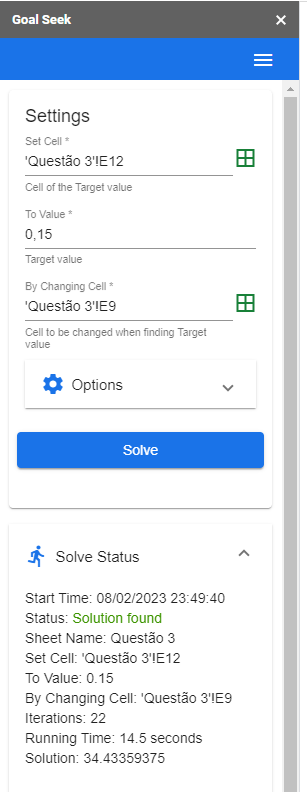 Goal Seek
Settings
Set Cell *
'Questão 3'!E12
Cell of the Target value
To Value *
0,15
Target value
By Changing Cell *
'Questão 3'!E9
Cell to be changed when finding Target
value
Options
Solve
Solve Status
Start Time: 08/02/2023 23:49:40
Status: Solution found
Sheet Name: Questão 3
Set Cell: 'Questão 3'!E12
To Value: 0.15
By Changing Cell: 'Questão 3'!E9
Iterations: 22
Running Time: 14.5 seconds
Solution: 34.43359375